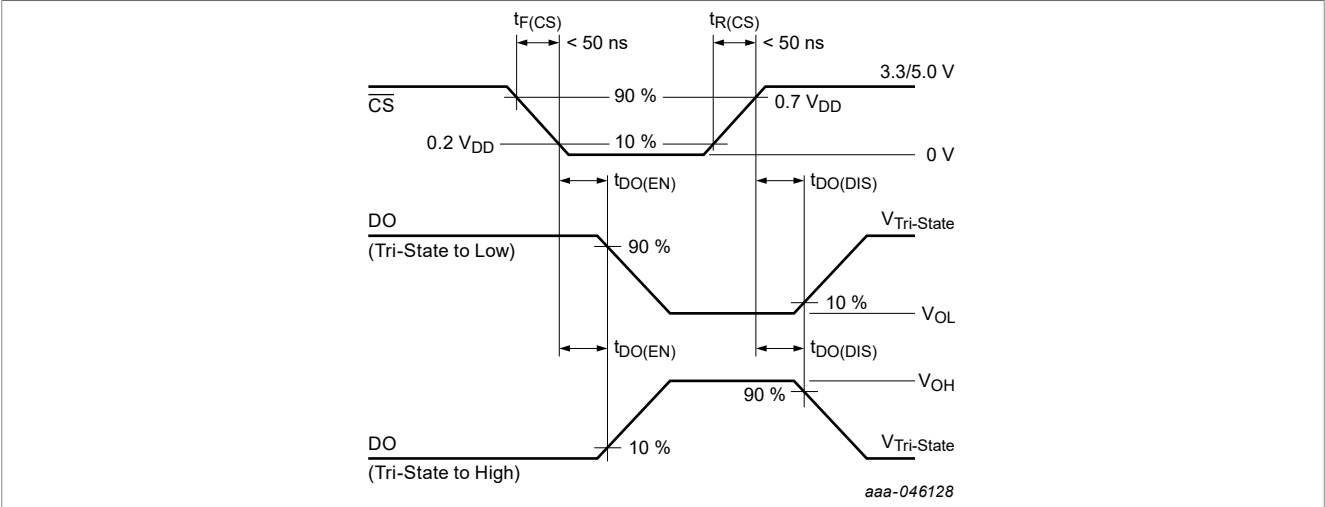 tF(CS)
< 50 ns
tR(CS)
< 50 ns
3.3/5.0 V
CS
90 %
0.7 VDD
0.2 VDD
10 %
0 V
tDO(EN)
tDO(DIS)
DO
(Tri-State to Low)
VTri-State
90 %
10 %
VOL
tDO(EN)
tDO(DIS)
VOH
90 %
DO
(Tri-State to High)
10 %
VTri-State
aaa-046128